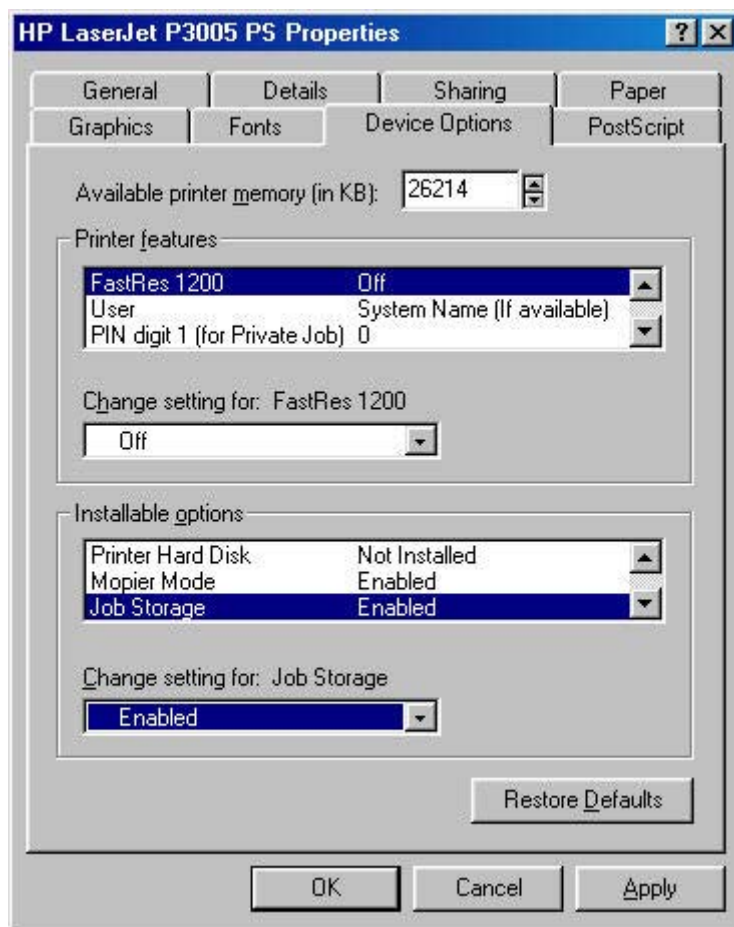 HP LaserJet P3005 PS Properties
General Details Sharing Paper
Graphics Fonts Device Options PostScript
Available printer memory (in KB): 26214
Printer features
FastRes 1200 Off
User System Name (If available)
PIN digit 1 (for Private Job) 0
Change setting for: FastRes 1200
Off
Installable options
Printer Hard Disk Not Installed
Mopier Mode Enabled
Job Storage Enabled
Change setting for: Job Storage
Enabled
Restore Defaults
OK Cancel Apply